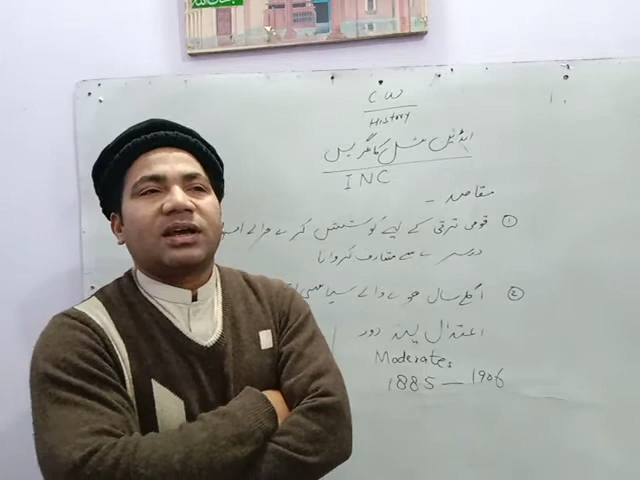 CW
History
انڈین نیشنل کانگریس
INC
مقاصد -
① قومی ترقی کے لیے کوششیں کرنے والے
دوسرے سے متعارف کروانا
② اگلے سال ہونے والے سیاسی
اعتدال پسند دور
Moderates
1885 - 1906